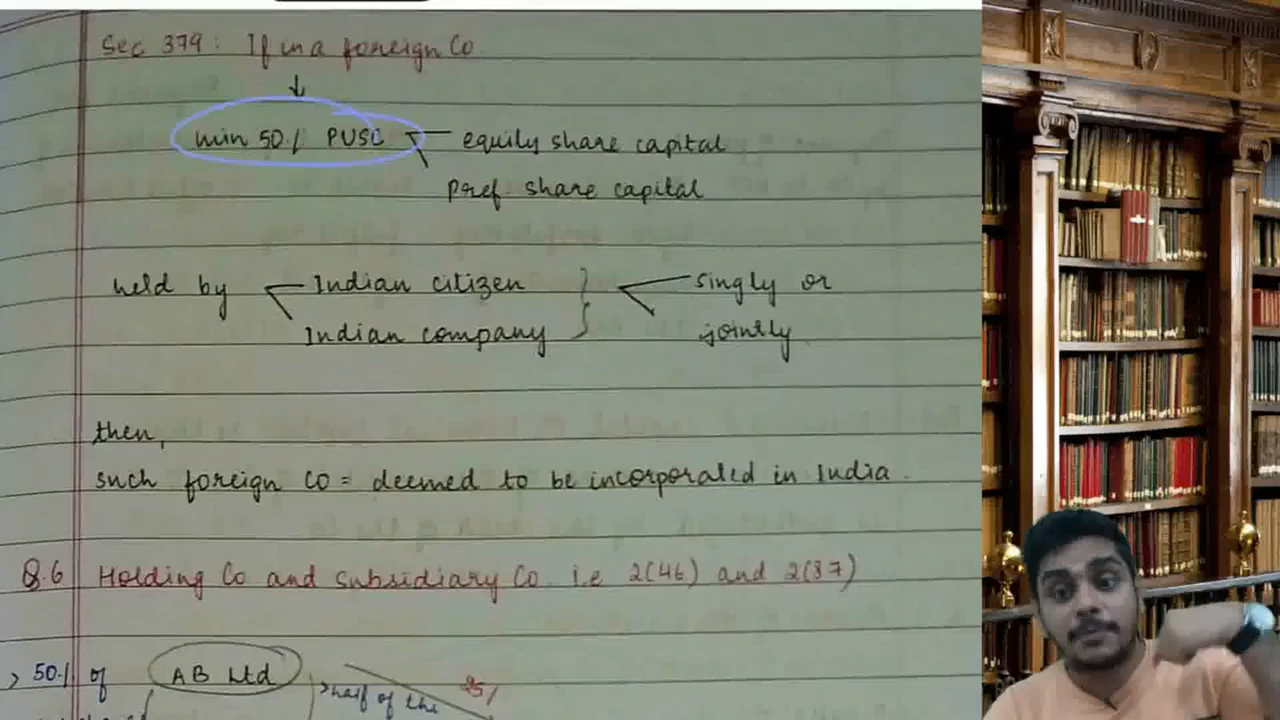 Sec 379: If in a foreign Co.
↓
min 50% PUSC equity share capital
Pref. share capital
held by Indian citizen singly or
Indian company jointly
then,
such foreign Co = deemed to be incorporated in India.
Q.6 Holding Co and subsidiary Co. i.e 2(46) and 2(87)
> 50% of AB Ltd >half of the 25%